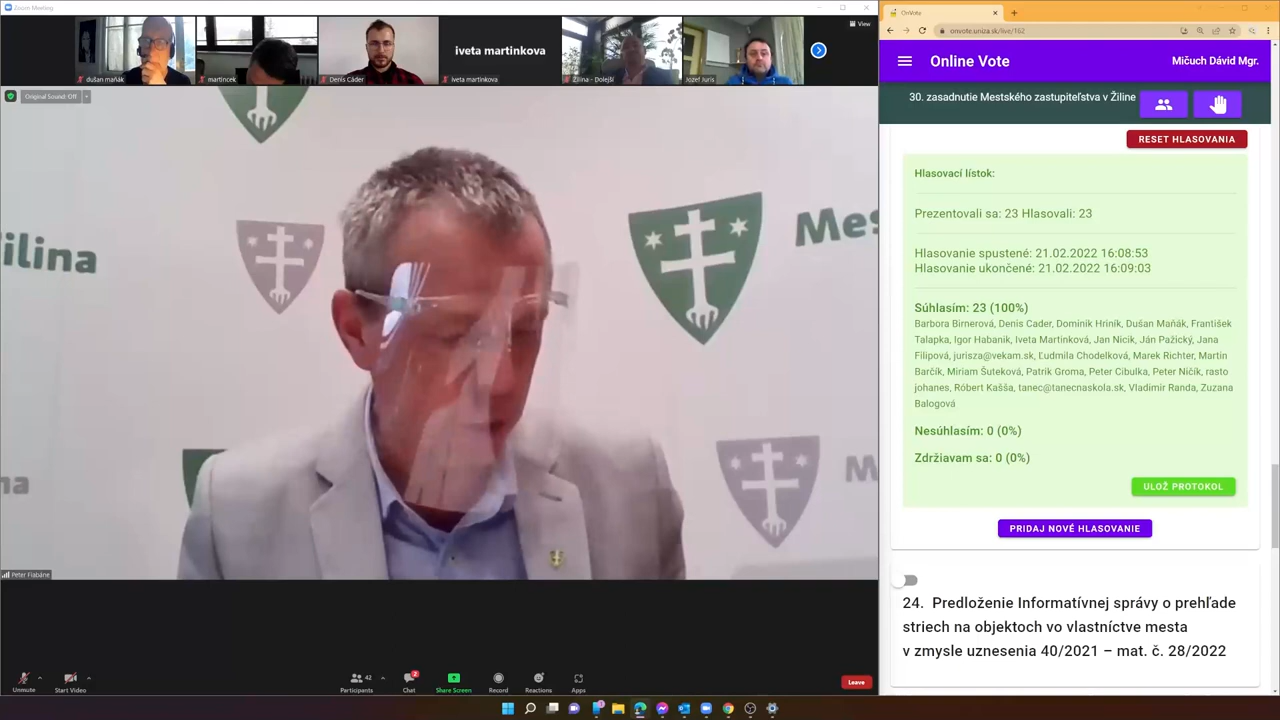 Zoom Meeting
View
dušan maňák
martincek
Denis Cáder
iveta martinkova
iveta martinkova
Žilina - Dolejší
Jozef Juris
Original Sound: Off
ilina
Mes
na
M
Peter Fiabáne
Unmute
Start Video
Participants
42
Chat
2
Share Screen
Record
Reactions
Apps
Leave
OnVote
onvote.uniza.sk/live/162
Online Vote
Mičuch Dávid Mgr.
30. zasadnutie Mestského zastupiteľstva v Žiline
RESET HLASOVANIA
Hlasovací lístok:
Prezentovali sa: 23 Hlasovali: 23
Hlasovanie spustené: 21.02.2022 16:08:53
Hlasovanie ukončené: 21.02.2022 16:09:03
Súhlasím: 23 (100%)
Barbora Birnerová, Denis Cader, Dominik Hriník, Dušan Maňák, František
Talapka, Igor Habanik, Iveta Martinková, Jan Nicik, Ján Pažický, Jana
Filipová, jurisza@vekam.sk, Ľudmila Chodelková, Marek Richter, Martin
Barčík, Miriam Šuteková, Patrik Groma, Peter Cibulka, Peter Ničík, rasto
johanes, Róbert Kašša, tanec@tanecnaskola.sk, Vladimir Randa, Zuzana
Balogová
Nesúhlasím: 0 (0%)
Zdržiavam sa: 0 (0%)
ULOŽ PROTOKOL
PRIDAJ NOVÉ HLASOVANIE
24. Predloženie Informatívnej správy o prehľade
striech na objektoch vo vlastníctve mesta
v zmysle uznesenia 40/2021 – mat. č. 28/2022